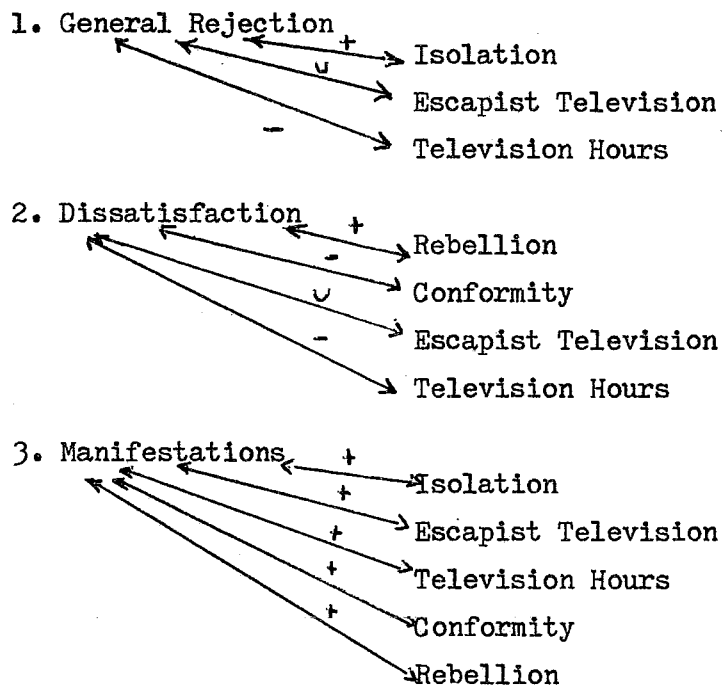 1. General Rejection
+
Isolation
∪
Escapist Television
-
Television Hours
2. Dissatisfaction
+
Rebellion
-
Conformity
∪
Escapist Television
-
Television Hours
3. Manifestations
+
Isolation
+
Escapist Television
+
Television Hours
+
Conformity
+
Rebellion